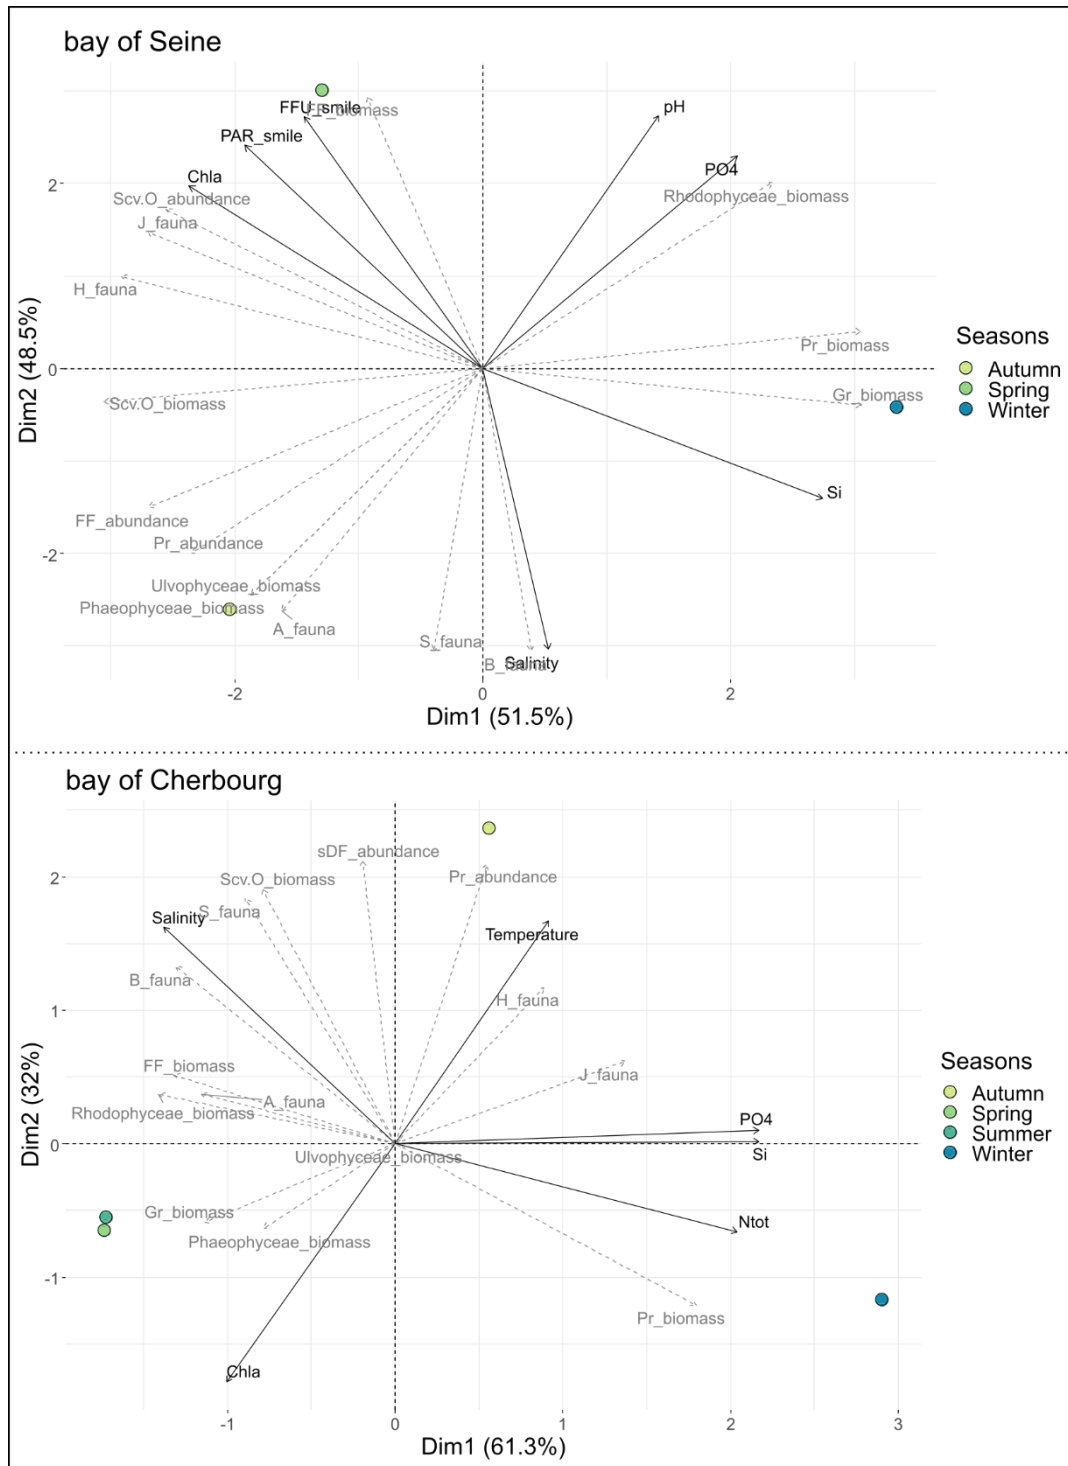 bay of Seine
FFU_smile
FF_biomass
pH
PAR_smile
PO4
Chla
Scv.O_abundance
Rhodophyceae_biomass
J_fauna
H_fauna
Pr_biomass
Gr_biomass
Scv.O_biomass
Si
FF_abundance
Pr_abundance
Ulvophyceae_biomass
Phaeophyceae_biomass
A_fauna
S_fauna
B_fauna
Salinity
2
0
-2
Dim2 (48.5%)
-2
0
2
Dim1 (51.5%)
Seasons
Autumn
Spring
Winter
bay of Cherbourg
sDF_abundance
Pr_abundance
Scv.O_biomass
S_fauna
Salinity
Temperature
B_fauna
H_fauna
FF_biomass
J_fauna
A_fauna
Rhodophyceae_biomass
PO4
Si
Ulvophyceae_biomass
Gr_biomass
Ntot
Phaeophyceae_biomass
Pr_biomass
Chla
2
1
0
-1
Dim2 (32%)
-1
0
1
2
3
Dim1 (61.3%)
Seasons
Autumn
Spring
Summer
Winter